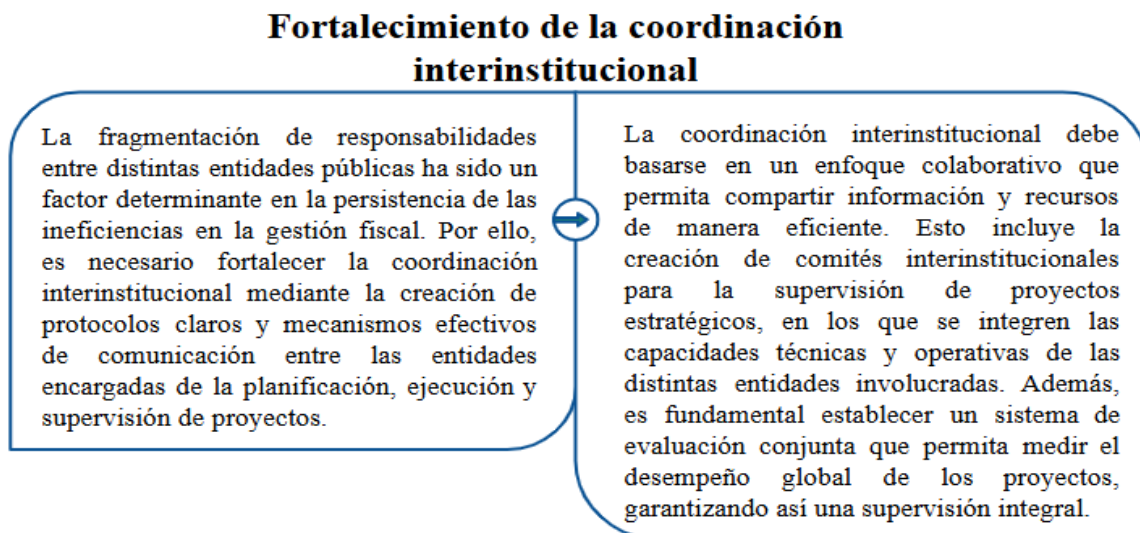 Fortalecimiento de la coordinación
interinstitucional
La fragmentación de responsabilidades
entre distintas entidades públicas ha sido un
factor determinante en la persistencia de las
ineficiencias en la gestión fiscal. Por ello,
es necesario fortalecer la coordinación
interinstitucional mediante la creación de
protocolos claros y mecanismos efectivos
de comunicación entre las entidades
encargadas de la planificación, ejecución y
supervisión de proyectos.
La coordinación interinstitucional debe
basarse en un enfoque colaborativo que
permita compartir información y recursos
de manera eficiente. Esto incluye la
creación de comités interinstitucionales
para la supervisión de proyectos
estratégicos, en los que se integren las
capacidades técnicas y operativas de las
distintas entidades involucradas. Además,
es fundamental establecer un sistema de
evaluación conjunta que permita medir el
desempeño global de los proyectos,
garantizando así una supervisión integral.